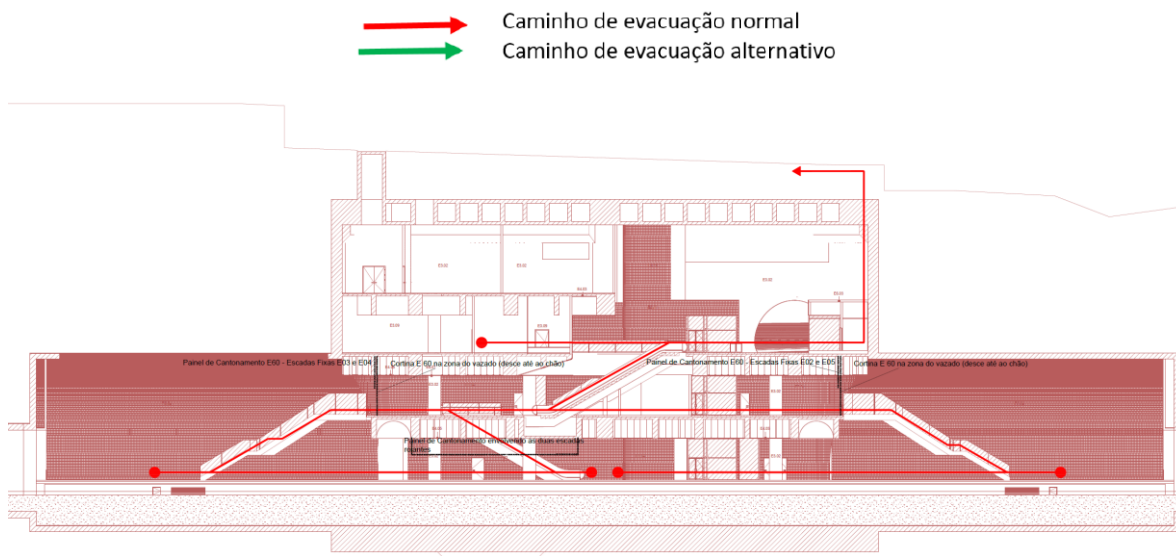 Caminho de evacuação normal
Caminho de evacuação alternativo
Painel de Cantonamento E60 - Escadas Fixas E03 e E04
Cortina E 60 na zona do vazado (desce até ao chão)
Painel de Cantonamento E60 - Escadas Fixas E02 e E05
Cortina E 60 na zona do vazado (desce até ao chão)
Painel de Cantonamento envolvendo as duas escadas
rolantes